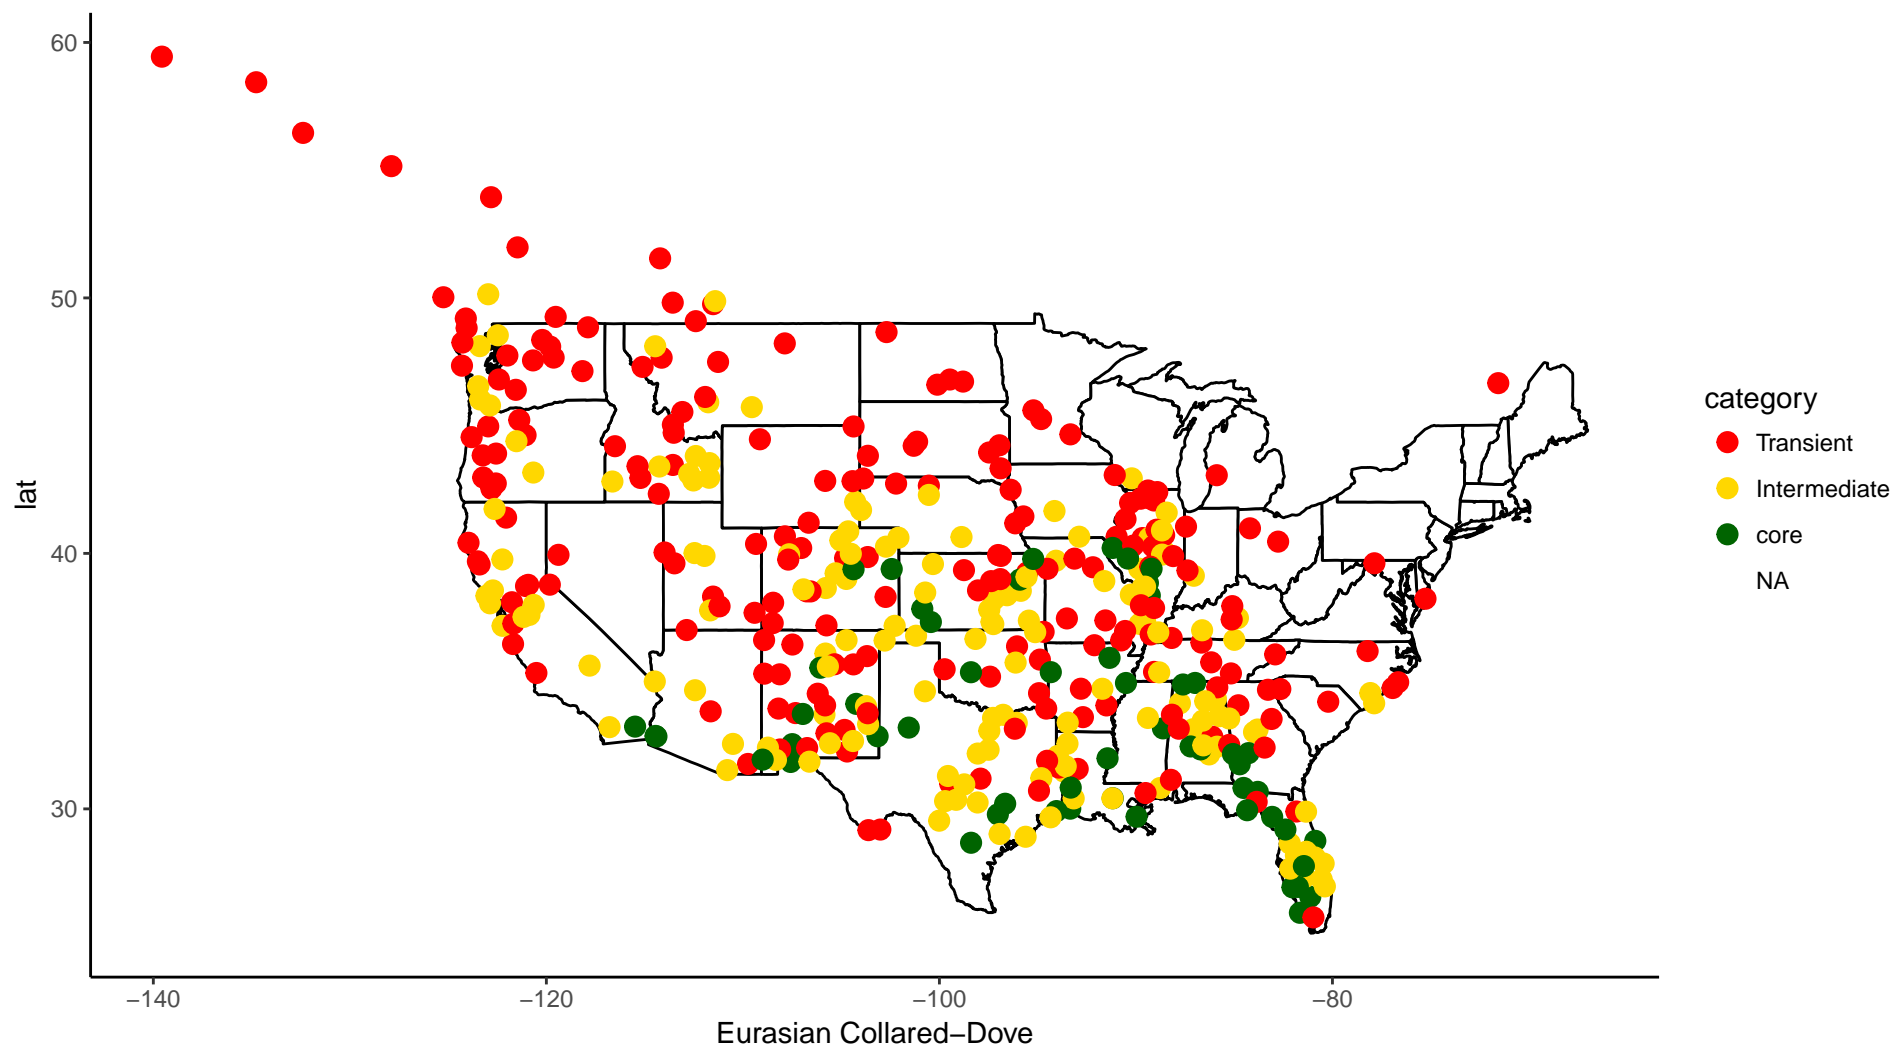 60
50
40
30
lat
−140
−120
−100
−80
Eurasian Collared−Dove
category
Transient
Intermediate
core
NA